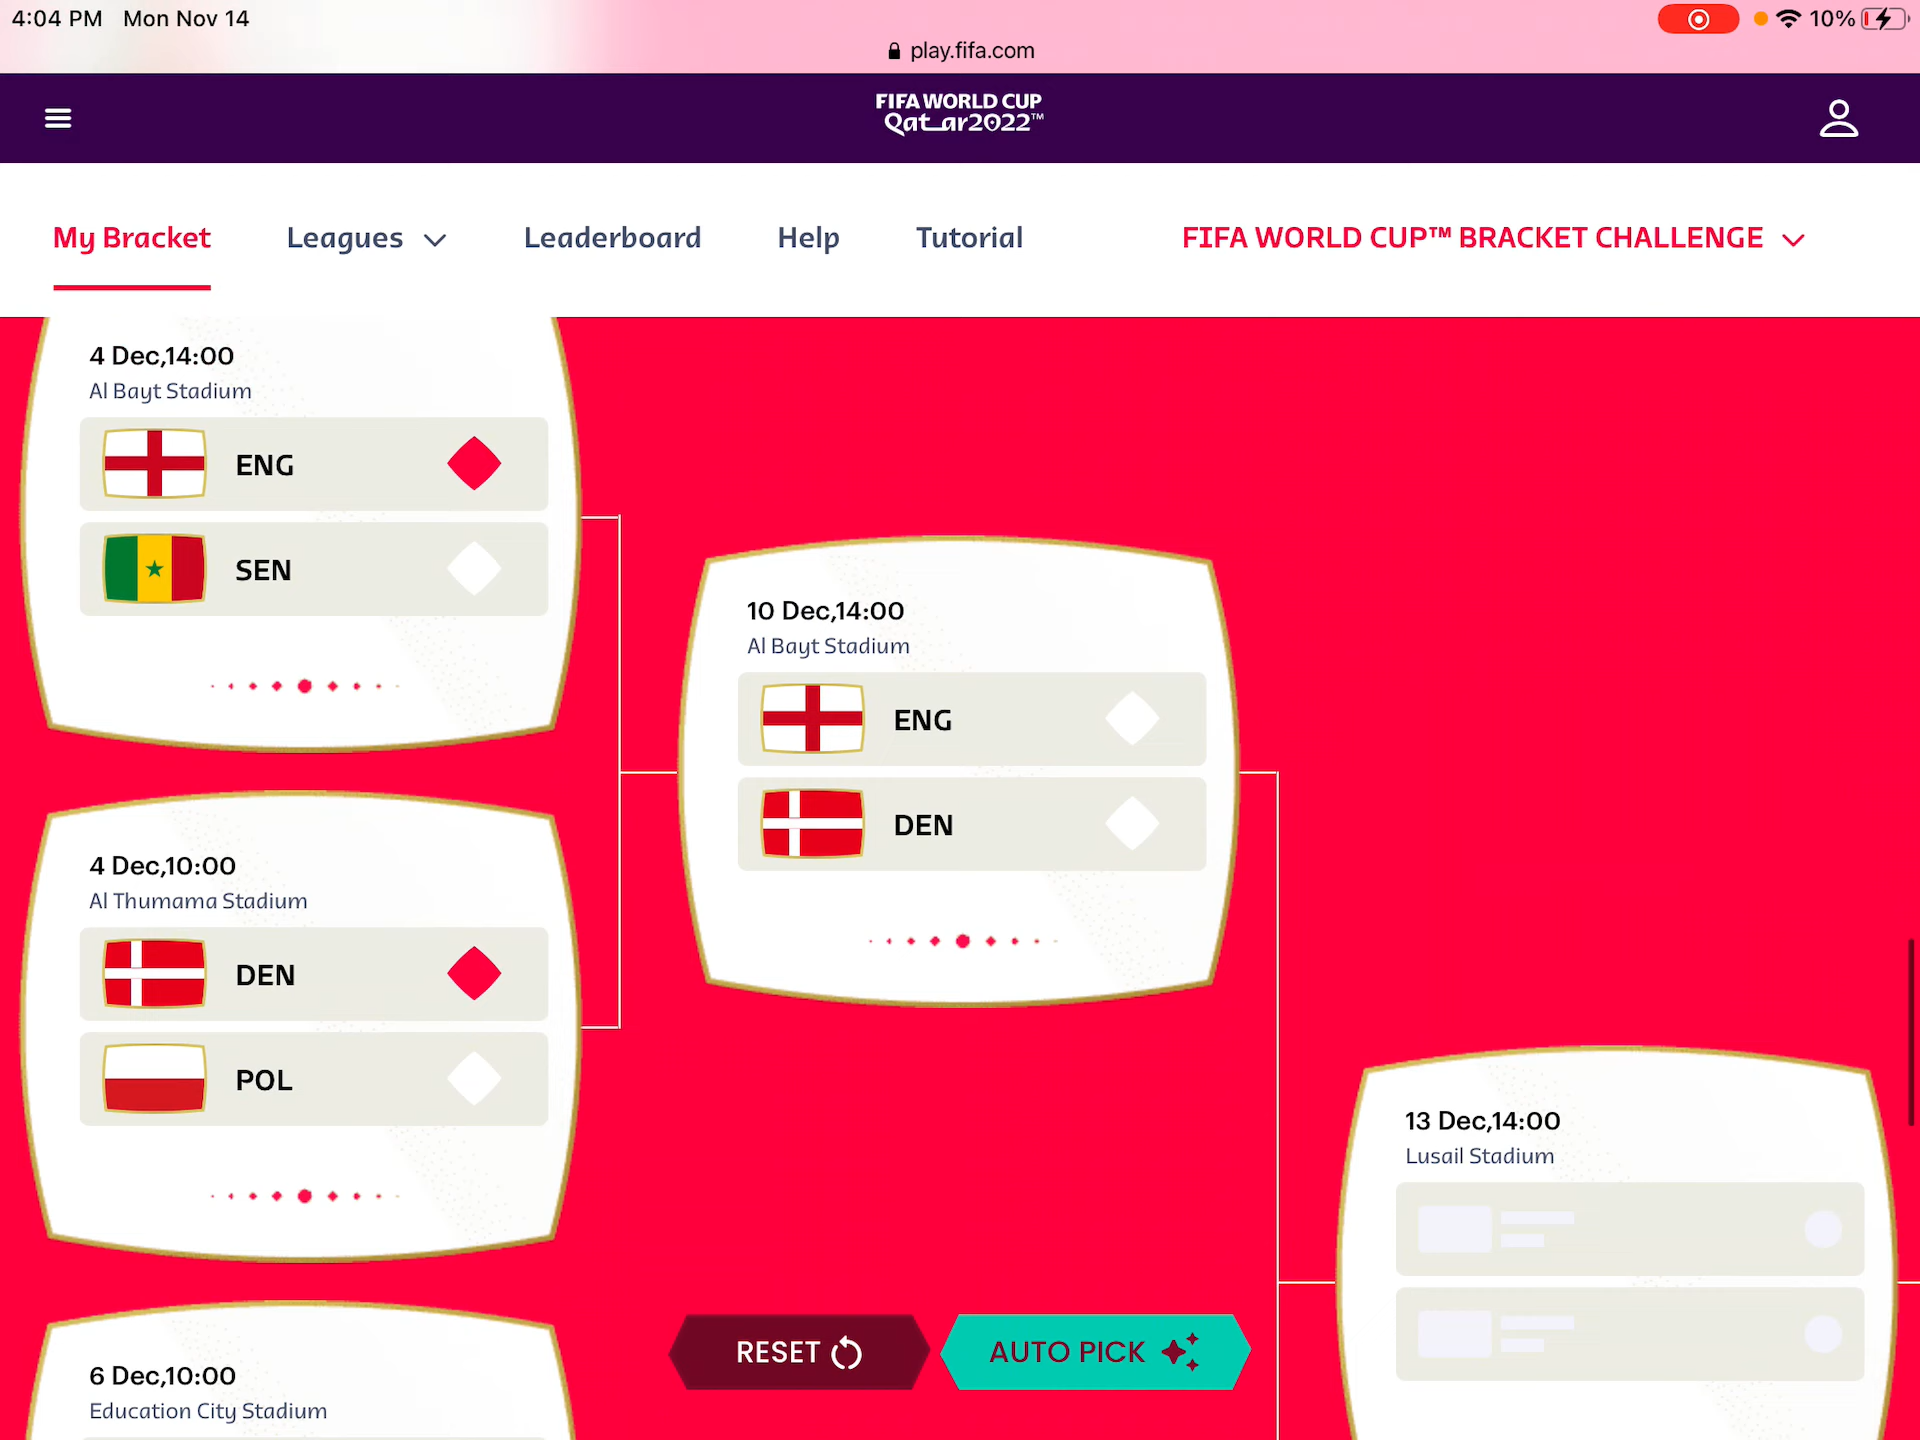 4:04 PM Mon Nov 14
10%
play.fifa.com
FIFA WORLD CUP
Qatar2022™
My Bracket
Leagues
Leaderboard
Help
Tutorial
FIFA WORLD CUP™ BRACKET CHALLENGE
4 Dec,14:00
Al Bayt Stadium
ENG
SEN
10 Dec,14:00
Al Bayt Stadium
ENG
DEN
4 Dec,10:00
Al Thumama Stadium
DEN
POL
13 Dec,14:00
Lusail Stadium
RESET
AUTO PICK
6 Dec,10:00
Education City Stadium